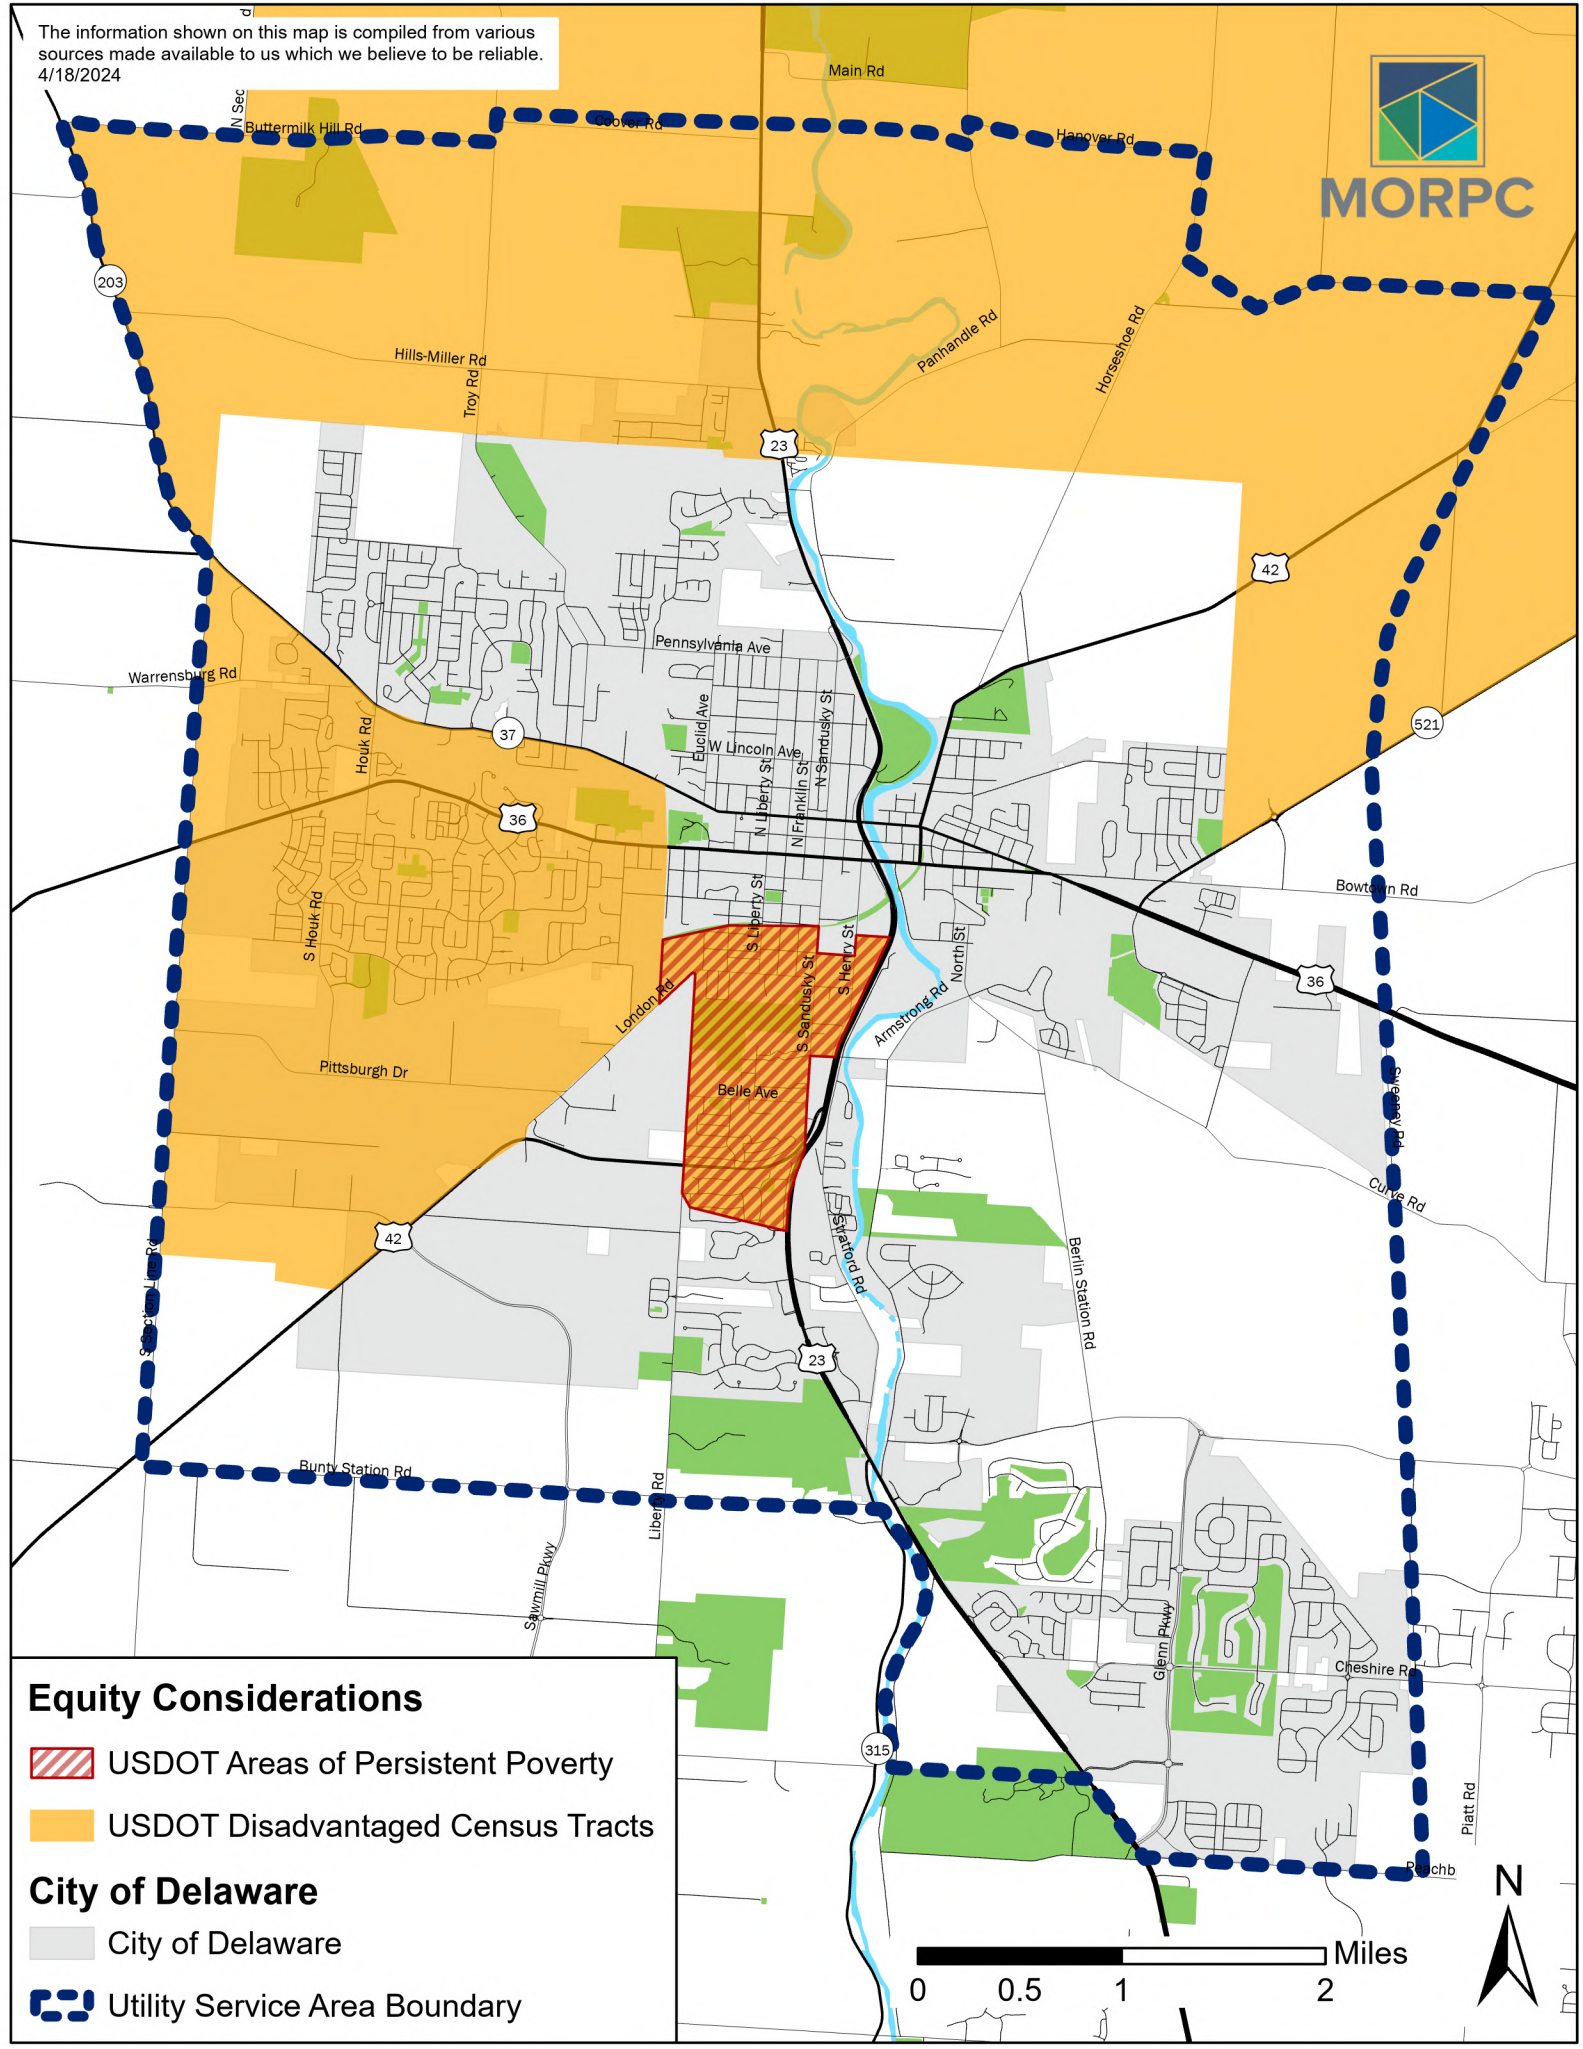 The information shown on this map is compiled from various
sources made available to us which we believe to be reliable.
4/18/2024
MORPC
N Sec
Main Rd
Buttermilk Hill Rd
Coover Rd
Hanover Rd
203
Hills-Miller Rd
Troy Rd
Panhandle Rd
Horseshoe Rd
23
42
Pennsylvania Ave
Warrensburg Rd
Houk Rd
37
Euclid Ave
W Lincoln Ave
N Sandusky St
N Liberty St
N Franklin St
521
36
Bowtown Rd
S Houk Rd
S Liberty St
S Henry St
S Sandusky St
North St
36
London Rd
Armstrong Rd
Pittsburgh Dr
Belle Ave
Sweeney Rd
Curve Rd
42
S Section Line Rd
Stratford Rd
Berlin Station Rd
23
Bunty Station Rd
Liberty Rd
Sawmill Pkwy
Glenn Pkwy
Cheshire Rd
315
Platt Rd
Peachb
Equity Considerations
USDOT Areas of Persistent Poverty
USDOT Disadvantaged Census Tracts
City of Delaware
City of Delaware
Utility Service Area Boundary
N
Miles
0 0.5 1 2